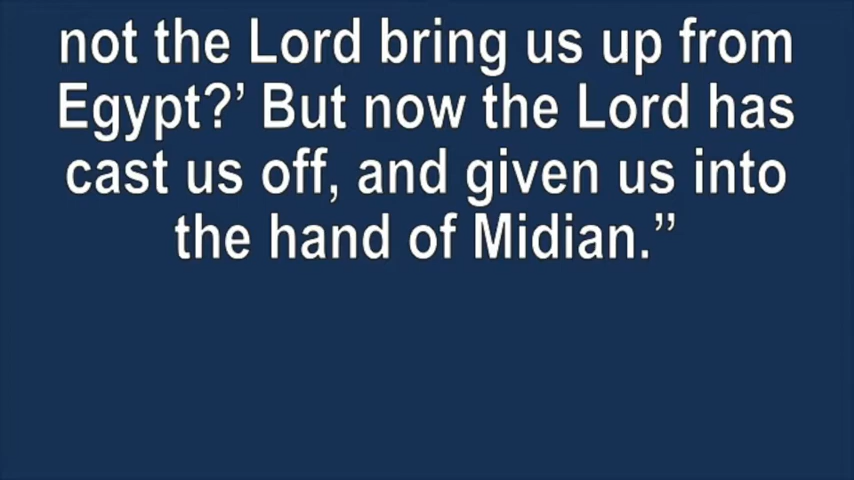 not the Lord bring us up from
Egypt?’ But now the Lord has
cast us off, and given us into
the hand of Midian.”